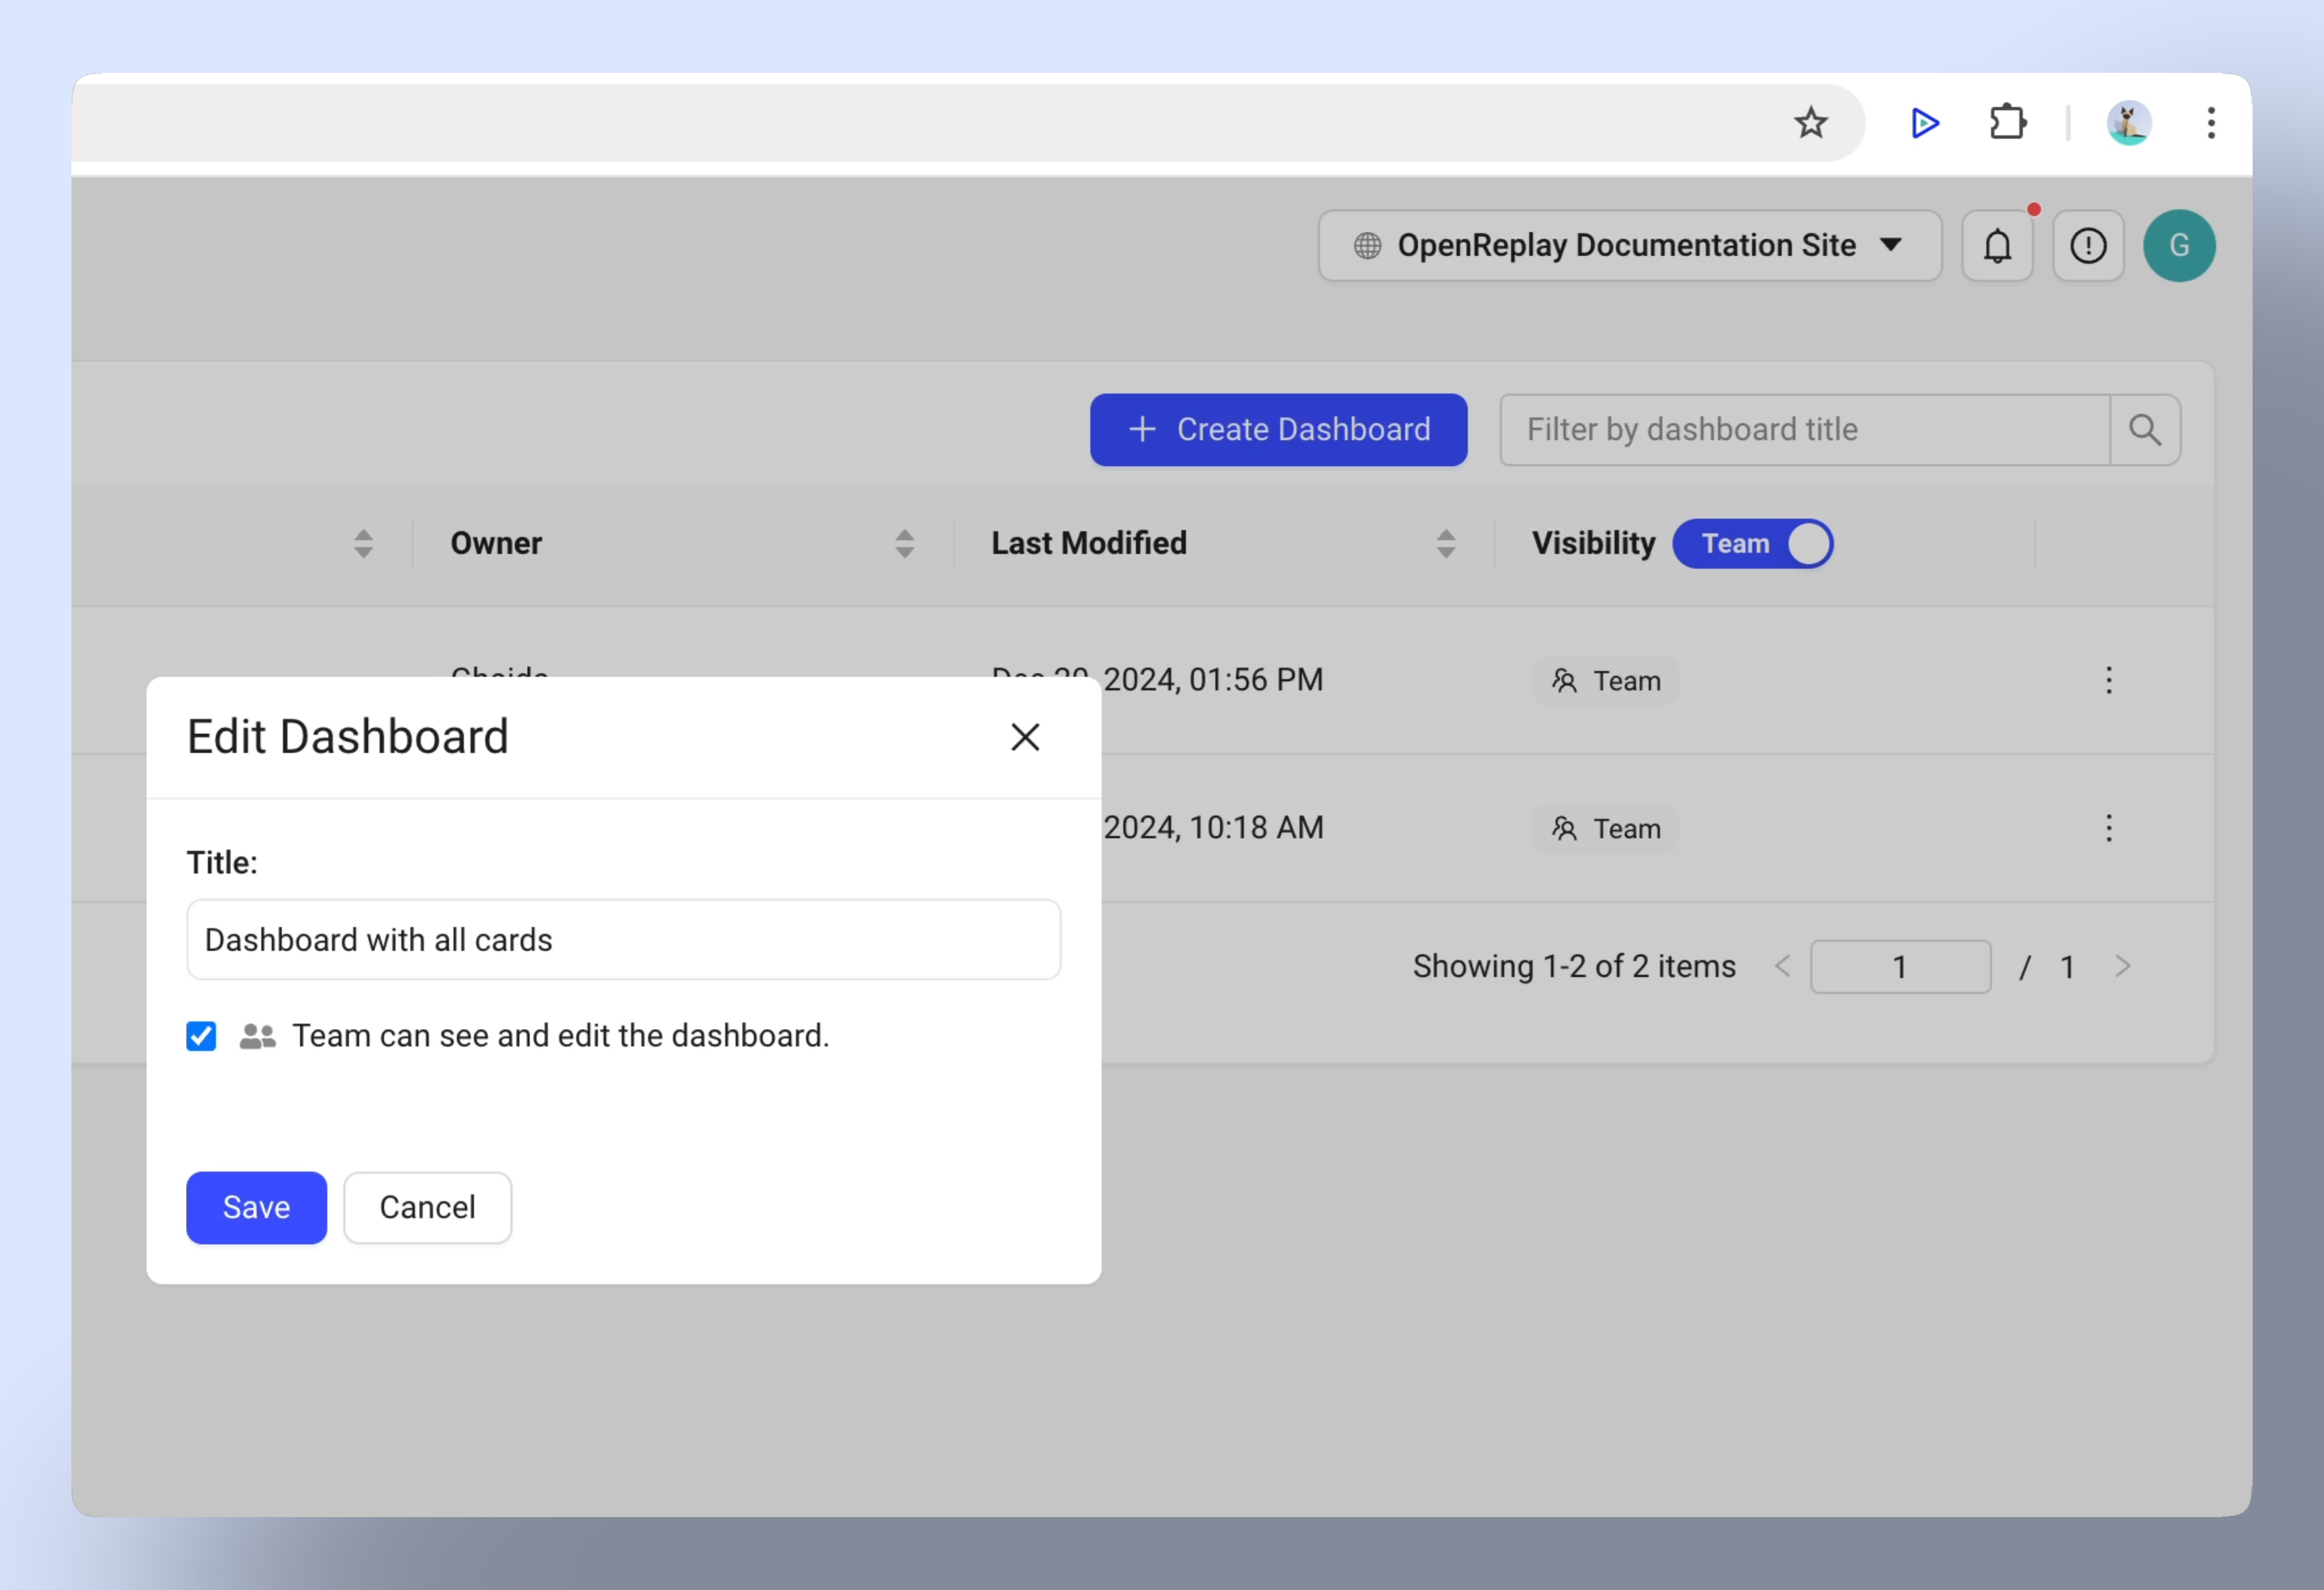 OpenReplay Documentation Site
G
Create Dashboard
Filter by dashboard title
Owner
Last Modified
Visibility
Team
2024, 01:56 PM
Team
Edit Dashboard
2024, 10:18 AM
Team
Title:
Dashboard with all cards
Showing 1-2 of 2 items
1
/ 1
Team can see and edit the dashboard.
Save
Cancel